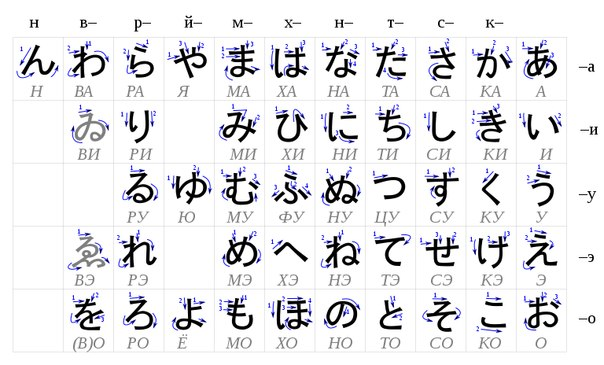 н в– р– й– м– х– н– т– с– к–
ん わ ら や ま は な た さ か あ –а
Н ВА РА Я МА ХА НА ТА СА КА А
ゐ り み ひ に ち し き い –и
ВИ РИ МИ ХИ НИ ТИ СИ КИ И
る ゆ む ふ ぬ つ す く う –у
РУ Ю МУ ФУ НУ ЦУ СУ КУ У
ゑ れ め へ ね て せ け え –э
ВЭ РЭ МЭ ХЭ НЭ ТЭ СЭ КЭ Э
を ろ よ も ほ の と そ こ お –о
(В)О РО Ё МО ХО НО ТО СО КО О